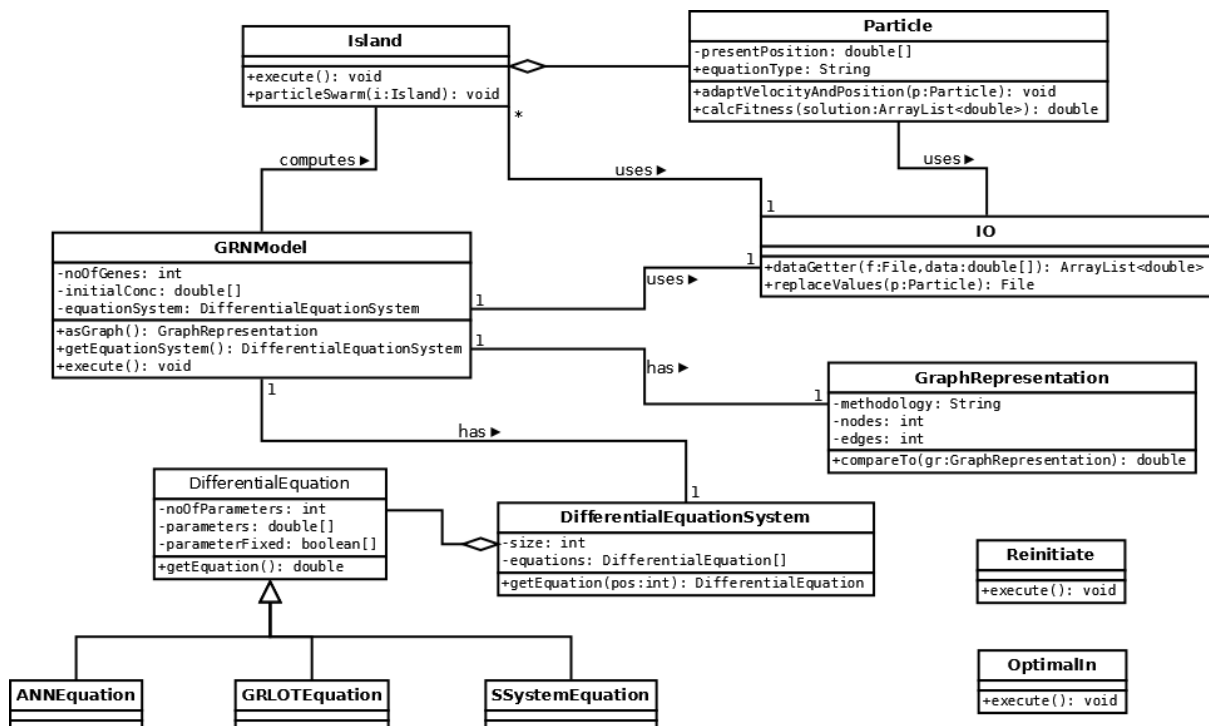 Island
+execute(): void
+particleSwarm(i:Island): void
Particle
-presentPosition: double[]
+equationType: String
+adaptVelocityAndPosition(p:Particle): void
+calcFitness(solution:ArrayList<double>): double
*
computes►
uses►
uses►
1
IO
+dataGetter(f:File,data:double[]): ArrayList<double>
+replaceValues(p:Particle): File
GRNModel
-noOfGenes: int
-initialConc: double[]
-equationSystem: DifferentialEquationSystem
+asGraph(): GraphRepresentation
+getEquationSystem(): DifferentialEquationSystem
+execute(): void
1
uses►
1
1
has►
1
GraphRepresentation
-methodology: String
-nodes: int
-edges: int
+compareTo(gr:GraphRepresentation): double
1
has►
1
DifferentialEquation
-noOfParameters: int
-parameters: double[]
-parameterFixed: boolean[]
+getEquation(): double
DifferentialEquationSystem
-size: int
-equations: DifferentialEquation[]
+getEquation(pos:int): DifferentialEquation
Reinitiate
+execute(): void
OptimalIn
+execute(): void
ANNEquation
GRLOTEquation
SSystemEquation